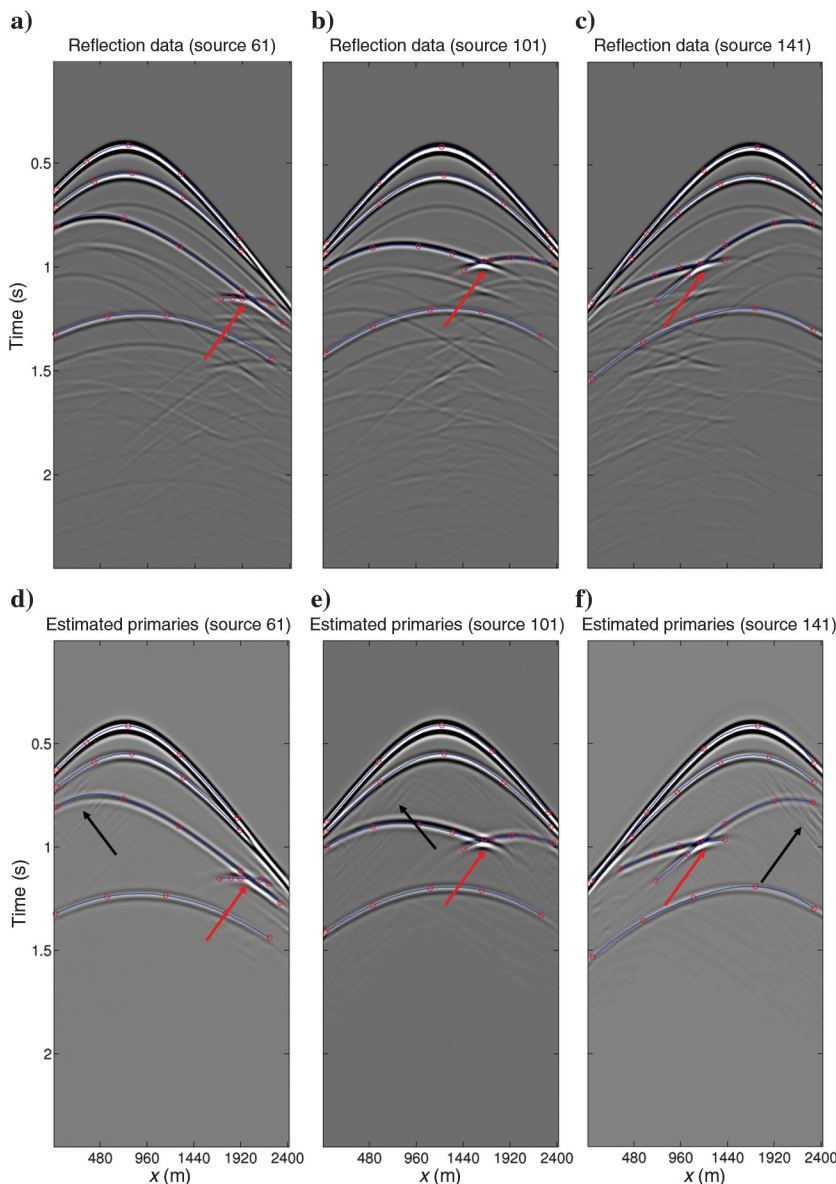 a) b) c)
Reflection data (source 61) Reflection data (source 101) Reflection data (source 141)
0.5
1
Time (s)
1.5
2
d) e) f)
Estimated primaries (source 61) Estimated primaries (source 101) Estimated primaries (source 141)
0.5
1
Time (s)
1.5
2
480 960 1440 1920 2400 480 960 1440 1920 2400 480 960 1440 1920 2400
x (m) x (m) x (m)